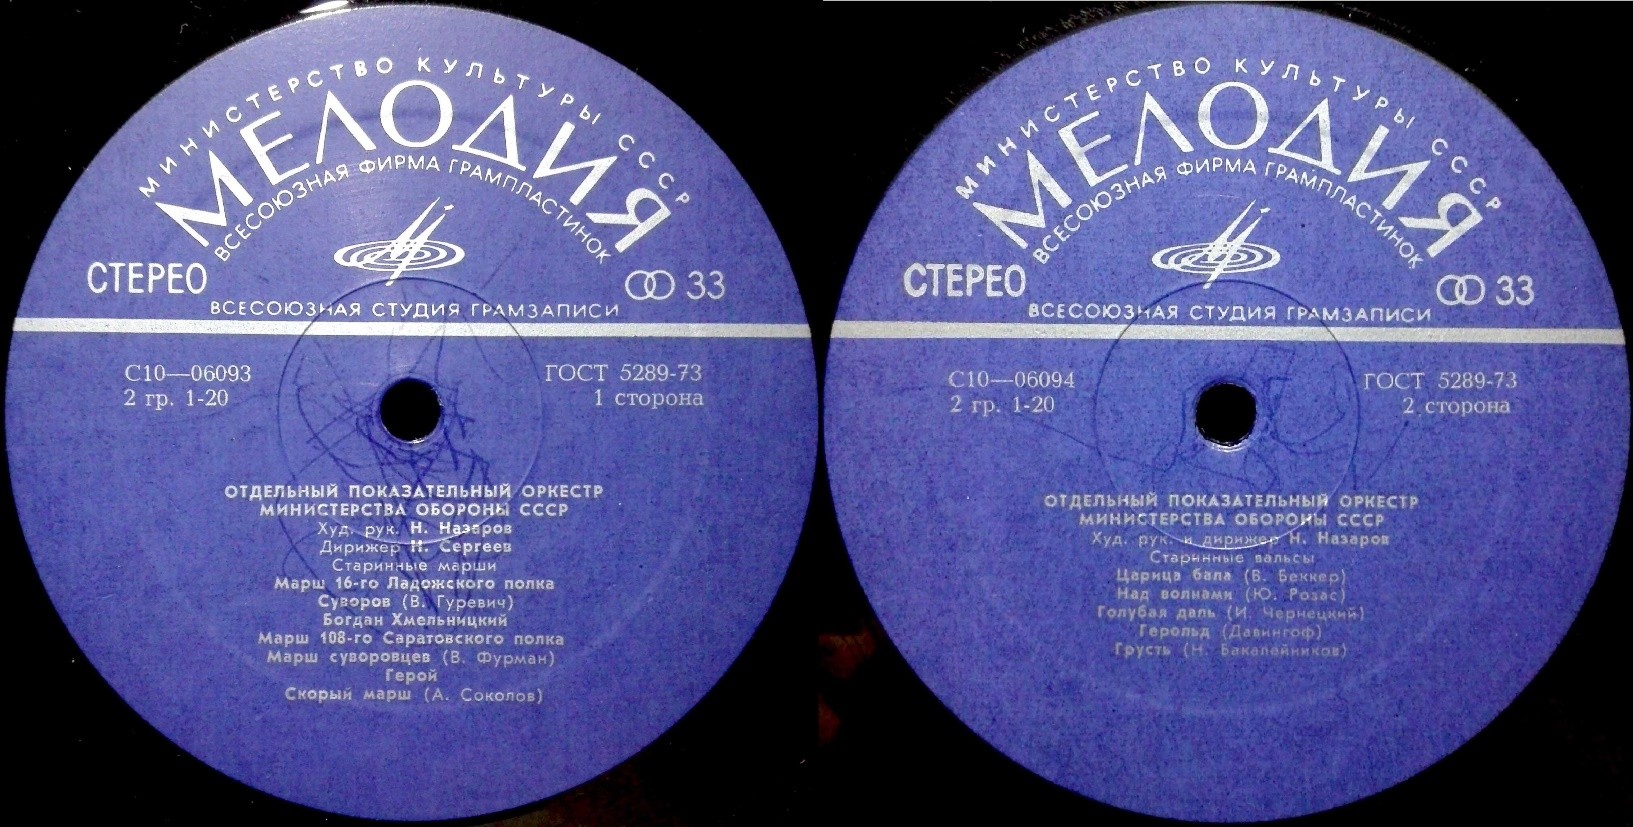 МИНИСТЕРСТВО КУЛЬТУРЫ СССР
МЕЛОДИЯ
ВСЕСОЮЗНАЯ ФИРМА ГРАМПЛАСТИНОК
СТЕРЕО
33
ВСЕСОЮЗНАЯ СТУДИЯ ГРАМЗАПИСИ
С10—06093
ГОСТ 5289-73
2 гр. 1-20
1 сторона
ОТДЕЛЬНЫЙ ПОКАЗАТЕЛЬНЫЙ ОРКЕСТР
МИНИСТЕРСТВА ОБОРОНЫ СССР
Худ. рук. Н. Назаров
Дирижер Н. Сергеев
Старинные марши
Марш 16-го Ладожского полка
Суворов (В. Гуревич)
Богдан Хмельницкий
Марш 108-го Саратовского полка
Марш суворовцев (В. Фурман)
Герой
Скорый марш (А. Соколов)
МИНИСТЕРСТВО КУЛЬТУРЫ СССР
МЕЛОДИЯ
ВСЕСОЮЗНАЯ ФИРМА ГРАМПЛАСТИНОК
СТЕРЕО
33
ВСЕСОЮЗНАЯ СТУДИЯ ГРАМЗАПИСИ
С10—06094
ГОСТ 5289-73
2 гр. 1-20
2 сторона
ОТДЕЛЬНЫЙ ПОКАЗАТЕЛЬНЫЙ ОРКЕСТР
МИНИСТЕРСТВА ОБОРОНЫ СССР
Худ. рук. и дирижер Н. Назаров
Старинные вальсы
Царица бала (В. Беккер)
Над волнами (Ю. Розас)
Голубая даль (И. Чернецкий)
Герольд (Давингоф)
Грусть (Н. Бакалейников)